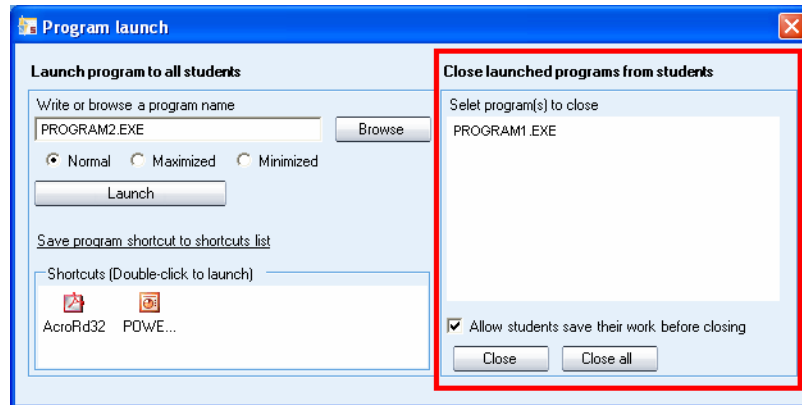 Program launch
Launch program to all students
Write or browse a program name
PROGRAM2.EXE
Browse
Normal Maximized Minimized
Launch
Save program shortcut to shortcuts list
Shortcuts (Double-click to launch)
AcroRd32 POWE...
Close launched programs from students
Selet program(s) to close
PROGRAM1.EXE
Allow students save their work before closing
Close Close all